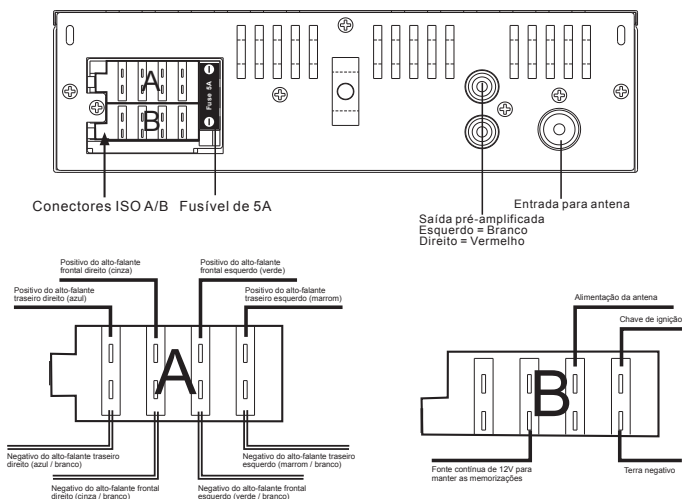 A
B
Fuse 5A
Conectores ISO A/B
Fusível de 5A
Saída pré-amplificada
Esquerdo = Branco
Direito = Vermelho
Entrada para antena
Positivo do alto-falante
frontal direito (cinza)
Positivo do alto-falante
frontal esquerdo (verde)
Positivo do alto-falante
traseiro direito (azul)
Positivo do alto-falante
traseiro esquerdo (marrom)
A
Negativo do alto-falante traseiro
direito (azul / branco)
Negativo do alto-falante traseiro
esquerdo (marrom / branco)
Negativo do alto-falante frontal
direito (cinza / branco)
Negativo do alto-falante frontal
esquerdo (verde / branco)
Alimentação da antena
Chave de ignição
B
Fonte contínua de 12V para
manter as memorizações
Terra negativo